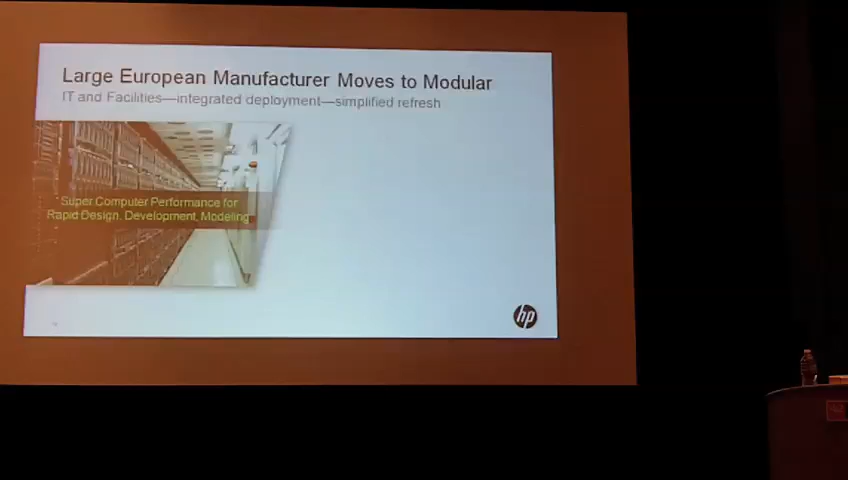 Large European Manufacturer Moves to Modular
IT and Facilities—integrated deployment—simplified refresh
Super Computer Performance for
Rapid Design, Development, Modeling
hp